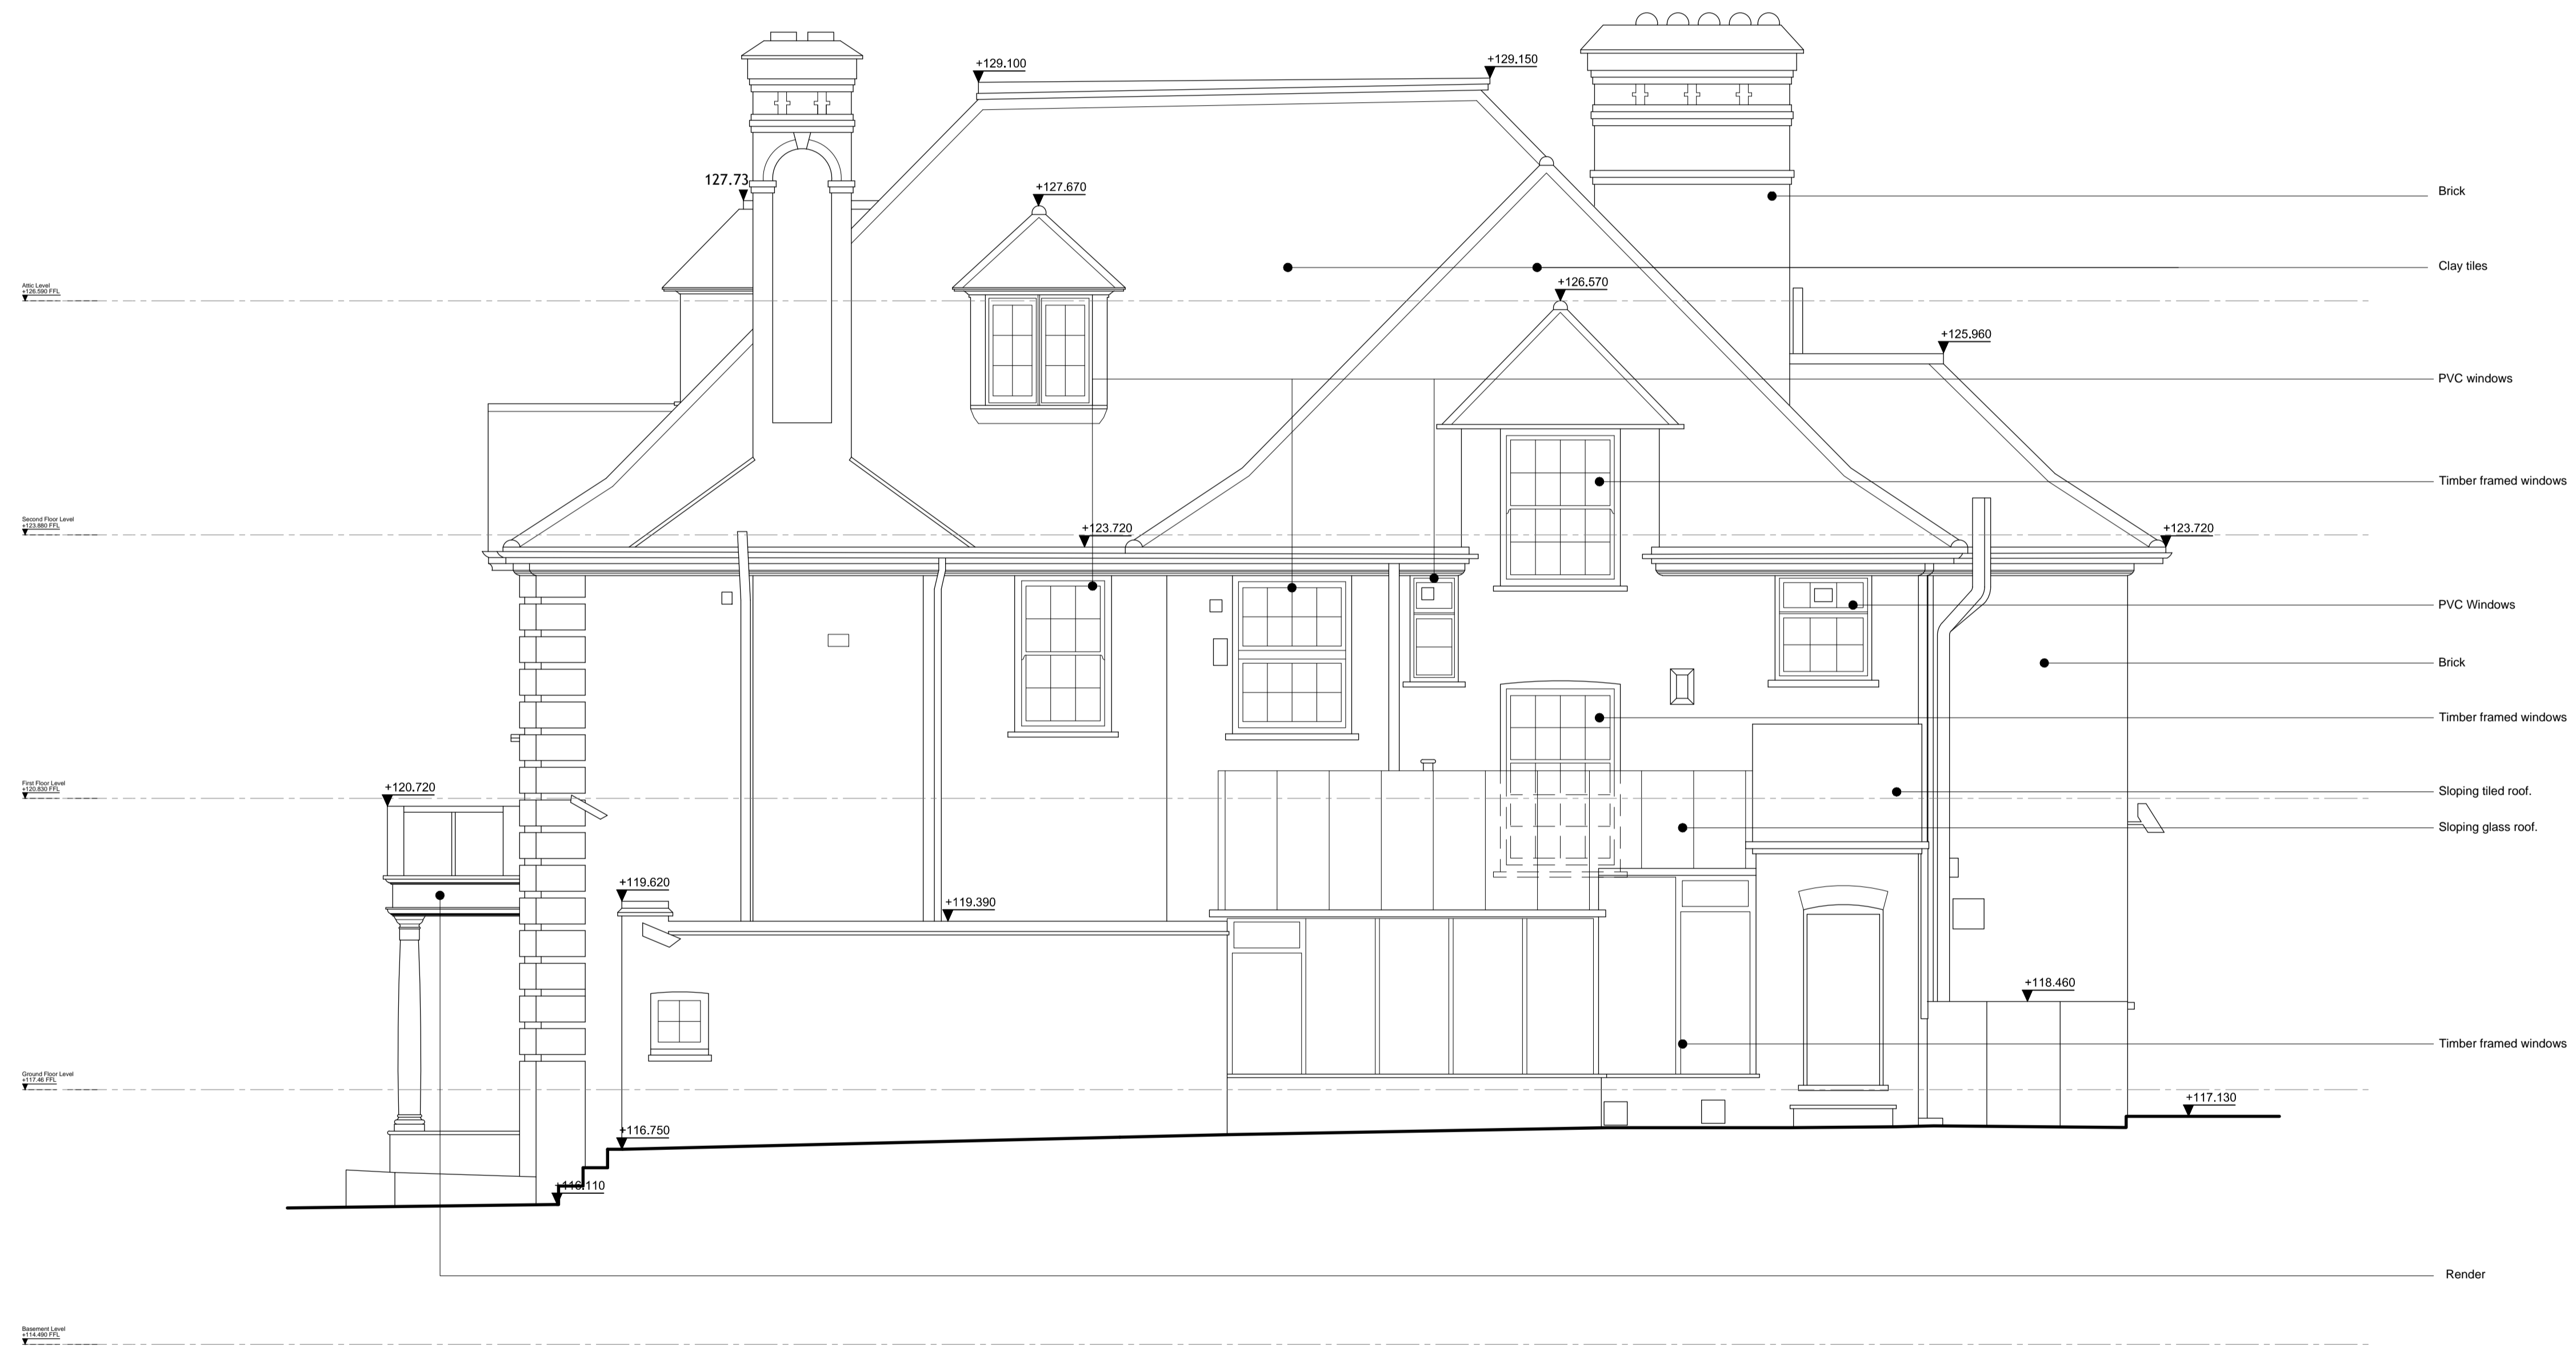 +129.100
+129.150
127.73
+127.670
Brick
Clay tiles
Attic Level
+126.590 FFL
+126.570
+125.960
PVC windows
Timber framed windows
Second Floor Level
+123.880 FFL
+123.720
+123.720
PVC Windows
Brick
Timber framed windows
First Floor Level
+120.830 FFL
+120.720
Sloping tiled roof.
Sloping glass roof.
+119.620
+119.390
+118.460
Timber framed windows
Ground Floor Level
+117.46 FFL
+117.130
+116.750
+116.110
Render
Basement Level
+114.490 FFL